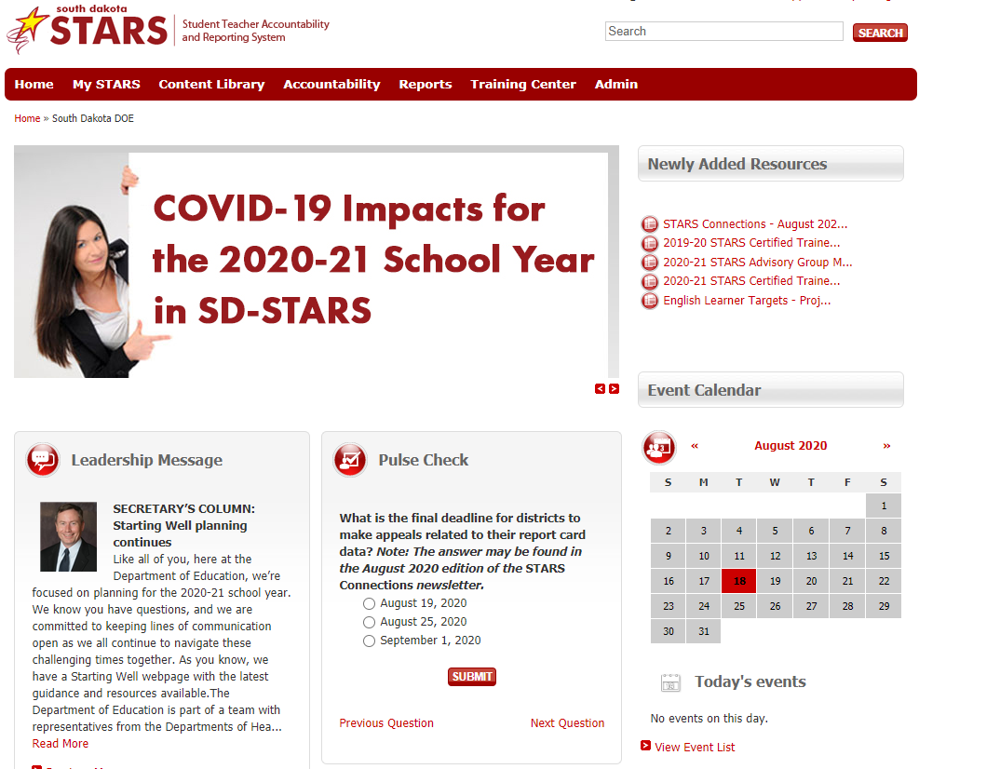 south dakota
STARS
Student Teacher Accountability
and Reporting System
Search
SEARCH
Home My STARS Content Library Accountability Reports Training Center Admin
Home » South Dakota DOE
COVID-19 Impacts for
the 2020-21 School Year
in SD-STARS
Newly Added Resources
STARS Connections - August 202...
2019-20 STARS Certified Traine...
2020-21 STARS Advisory Group M...
2020-21 STARS Certified Traine...
English Learner Targets - Proj...
Leadership Message
SECRETARY'S COLUMN:
Starting Well planning
continues
Like all of you, here at the
Department of Education, we're
focused on planning for the 2020-21 school year.
We know you have questions, and we are
committed to keeping lines of communication
open as we all continue to navigate these
challenging times together. As you know, we
have a Starting Well webpage with the latest
guidance and resources available.The
Department of Education is part of a team with
representatives from the Departments of Hea...
Read More
Pulse Check
What is the final deadline for districts to
make appeals related to their report card
data? Note: The answer may be found in
the August 2020 edition of the STARS
Connections newsletter.
August 19, 2020
August 25, 2020
September 1, 2020
SUBMIT
Previous Question Next Question
Event Calendar
« August 2020 »
S M T W T F S
1
2 3 4 5 6 7 8
9 10 11 12 13 14 15
16 17 18 19 20 21 22
23 24 25 26 27 28 29
30 31
Today's events
No events on this day.
View Event List